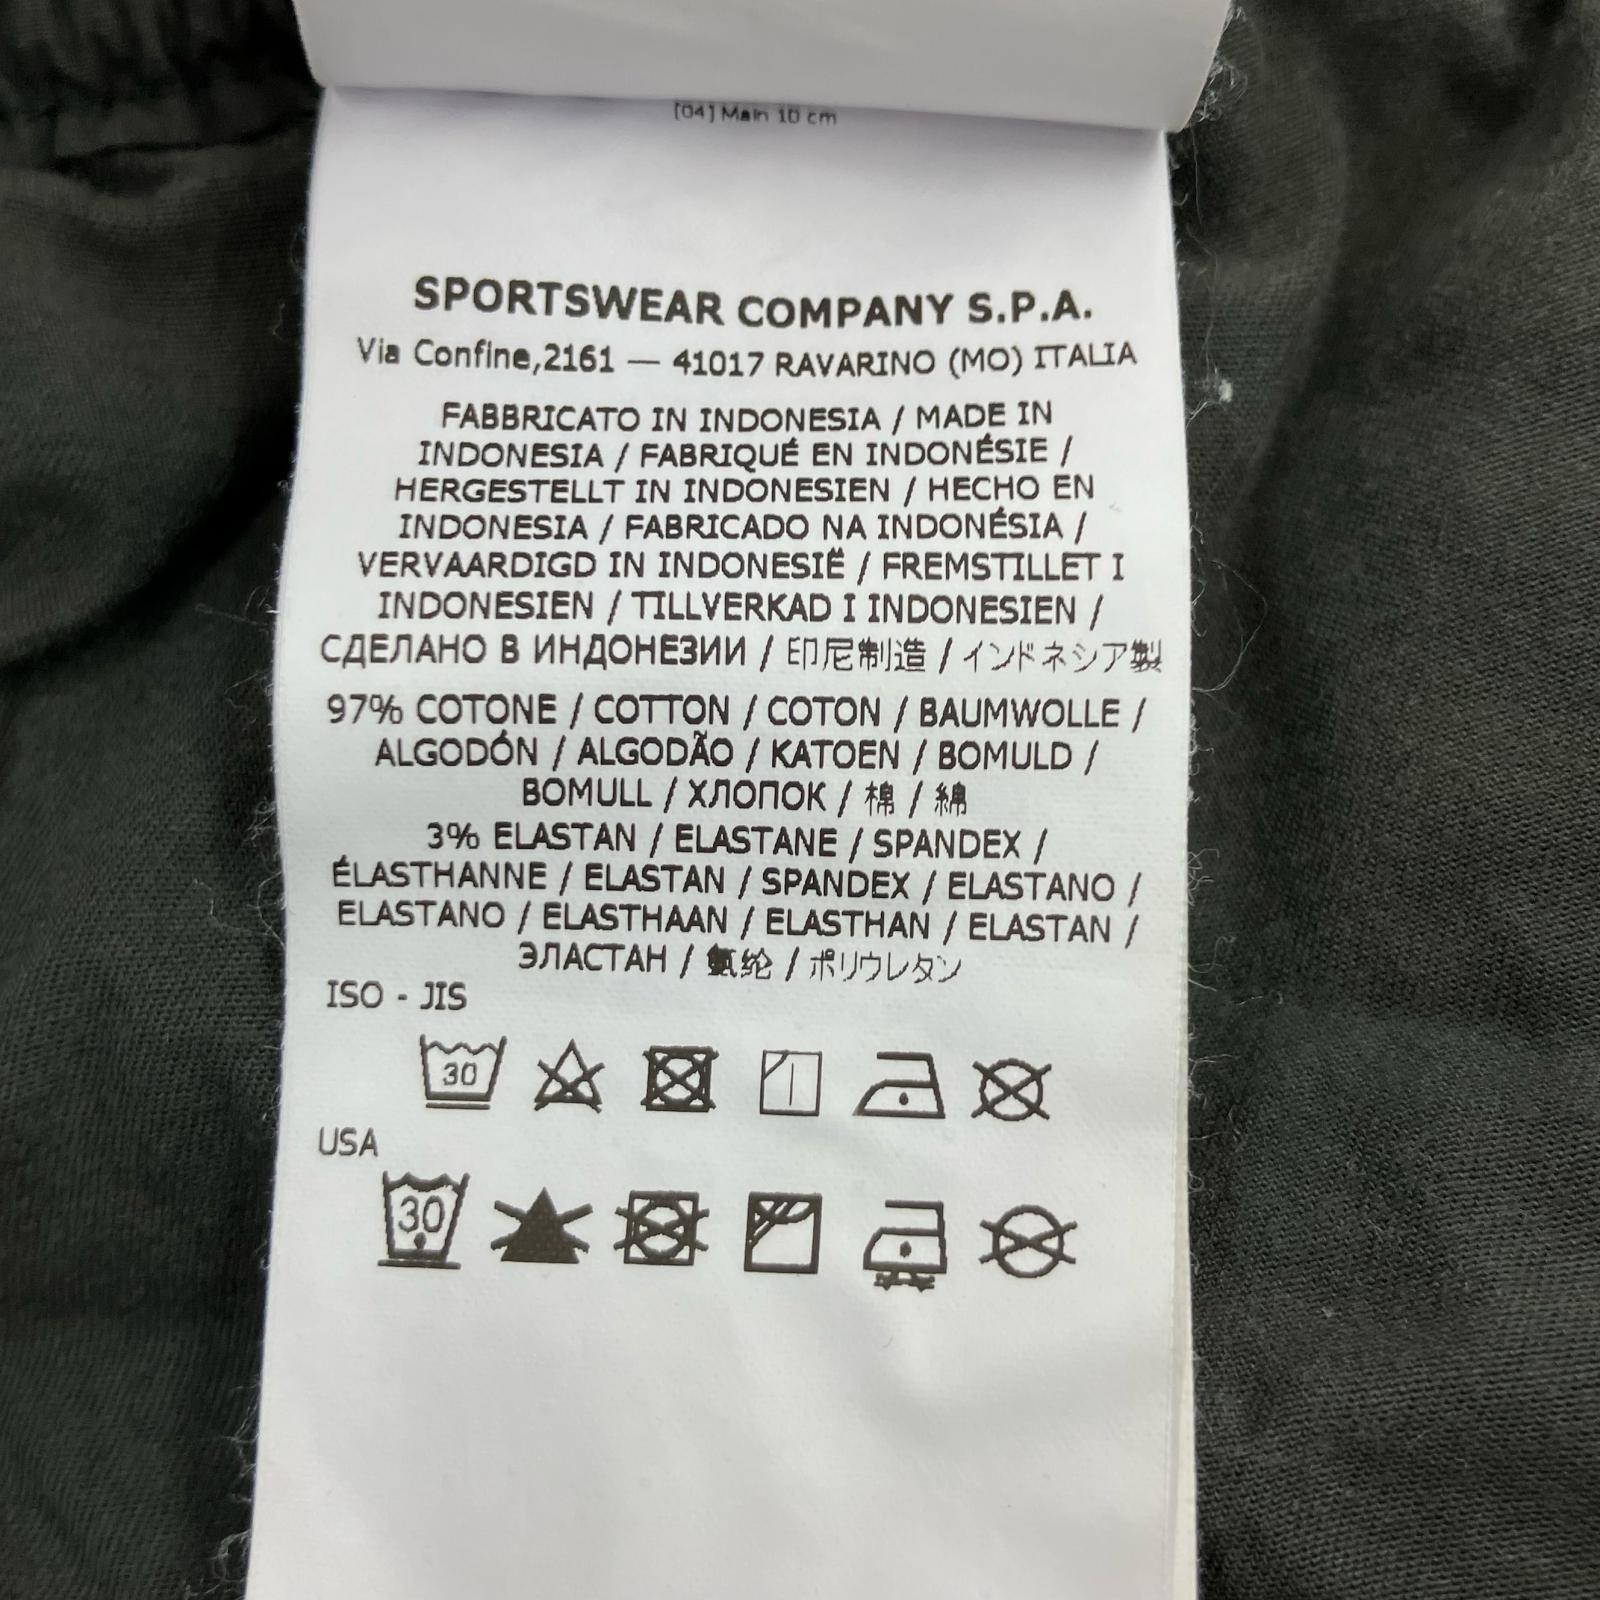 [04] Main 10 cm
SPORTSWEAR COMPANY S.P.A.
Via Confine,2161 — 41017 RAVARINO (MO) ITALIA
FABBRICATO IN INDONESIA / MADE IN
INDONESIA / FABRIQUÉ EN INDONÉSIE /
HERGESTELLT IN INDONESIEN / HECHO EN
INDONESIA / FABRICADO NA INDONÉSIA /
VERVAARDIGD IN INDONESIË / FREMSTILLET I
INDONESIEN / TILLVERKAD I INDONESIEN /
СДЕЛАНО В ИНДОНЕЗИИ / 印尼制造 / インドネシア製
97% COTONE / COTTON / COTON / BAUMWOLLE /
ALGODÓN / ALGODÃO / KATOEN / BOMULD /
BOMULL / ХЛОПОК / 棉 / 綿
3% ELASTAN / ELASTANE / SPANDEX /
ÉLASTHANNE / ELASTAN / SPANDEX / ELASTANO /
ELASTANO / ELASTHAAN / ELASTHAN / ELASTAN /
ЭЛАСТАН / 氨纶 / ポリウレタン
ISO - JIS
30
USA
30